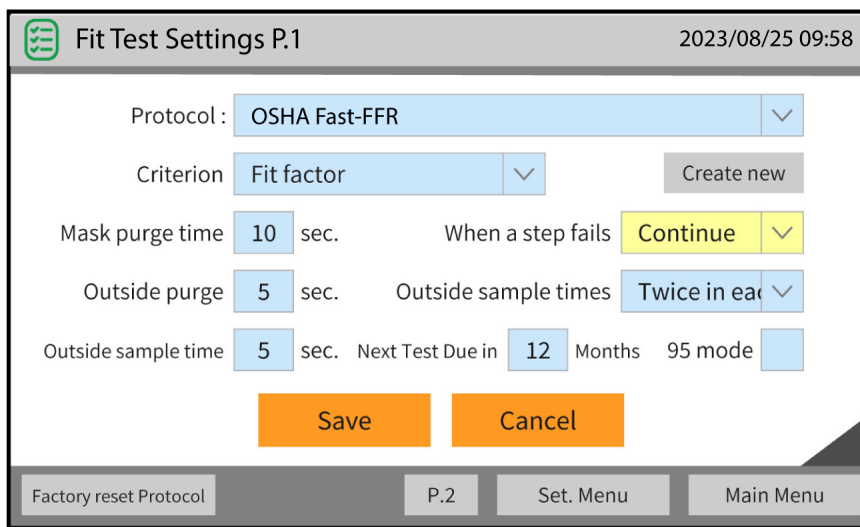 Fit Test Settings P.1 2023/08/25 09:58
Protocol : OSHA Fast-FFR
Criterion Fit factor Create new
Mask purge time 10 sec. When a step fails Continue
Outside purge 5 sec. Outside sample times Twice in eac
Outside sample time 5 sec. Next Test Due in 12 Months 95 mode
Save Cancel
Factory reset Protocol P.2 Set. Menu Main Menu